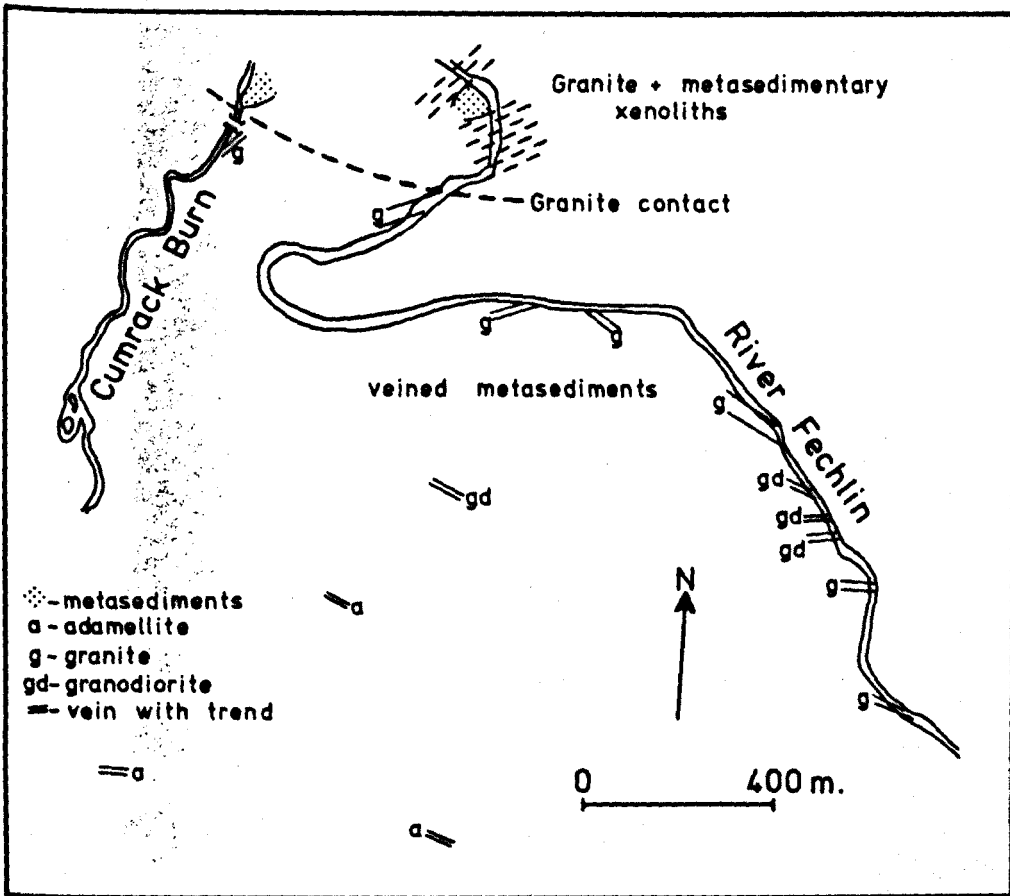 Granite + metasedimentary
xenoliths
g
Granite contact
g
Cumrack Burn
g
g
River Fechlin
veined metasediments
g
gd
gd
gd
gd
g
a
N
g
-metasediments
a-adamellite
g-granite
gd-granodiorite
=-vein with trend
a
0 400 m.
a